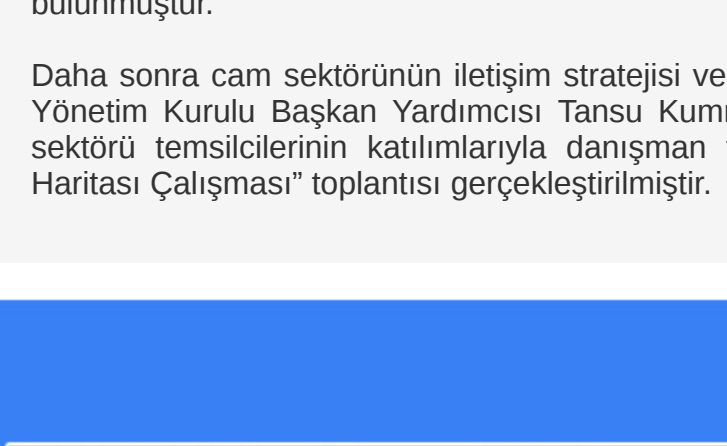 bulunmuştur.
Daha sonra cam sektörünün iletişim stratejisi ve
Yönetim Kurulu Başkan Yardımcısı Tansu
sektörü temsilcilerinin katılımlarıyla danışman
Haritası Çalışması” toplantısı gerçekleştirilmiştir.